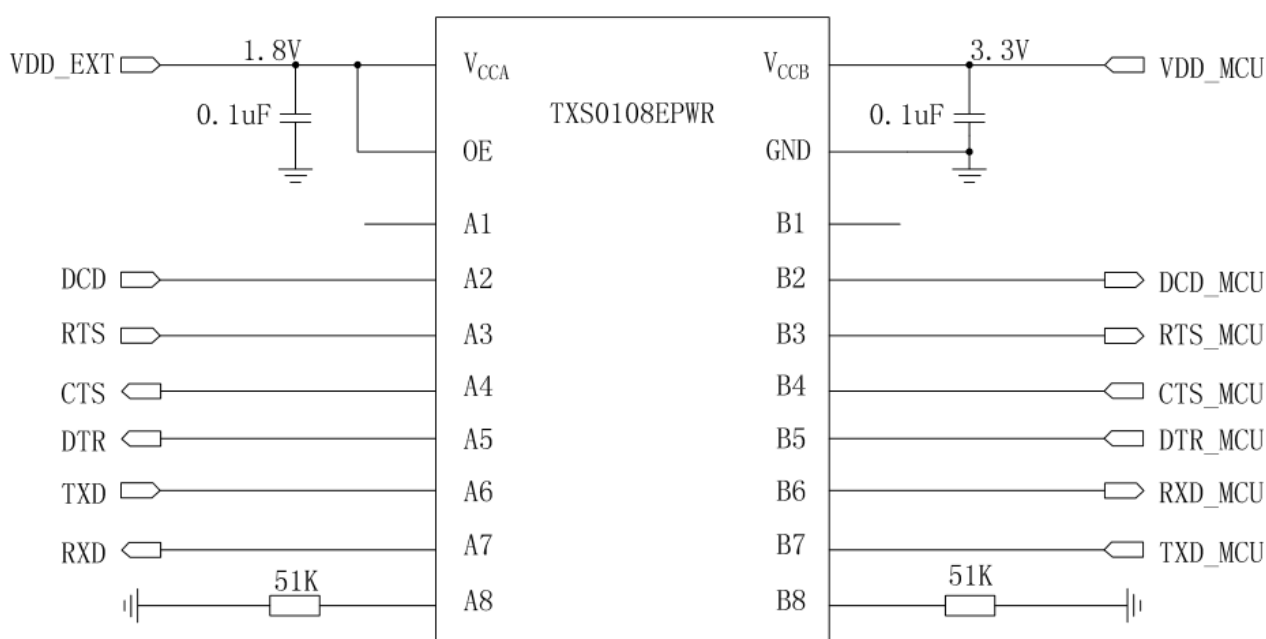 VDD_EXT 1.8V VCCA VCCB 3.3V VDD_MCU
0.1uF TXS0108EPWR 0.1uF
OE GND
A1 B1
DCD A2 B2 DCD_MCU
RTS A3 B3 RTS_MCU
CTS A4 B4 CTS_MCU
DTR A5 B5 DTR_MCU
TXD A6 B6 RXD_MCU
RXD A7 B7 TXD_MCU
51K A8 B8 51K